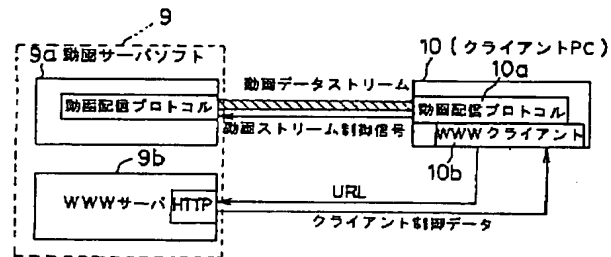 9
9a 動画サーバソフト
動画配信プロトコル
動画データストリーム
動画ストリーム制御信号
10 (クライアントPC)
10a
動画配信プロトコル
WWWクライアント
10b
9b
WWWサーバ HTTP
URL
クライアント制御データ